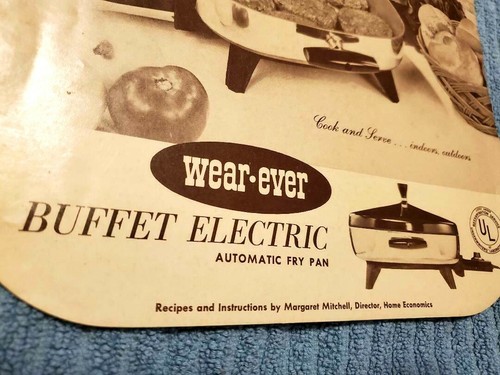 Cook and Serve... indoors, outdoors
wear·ever
BUFFET ELECTRIC
AUTOMATIC FRY PAN
UL
Recipes and Instructions by Margaret Mitchell, Director, Home Economics